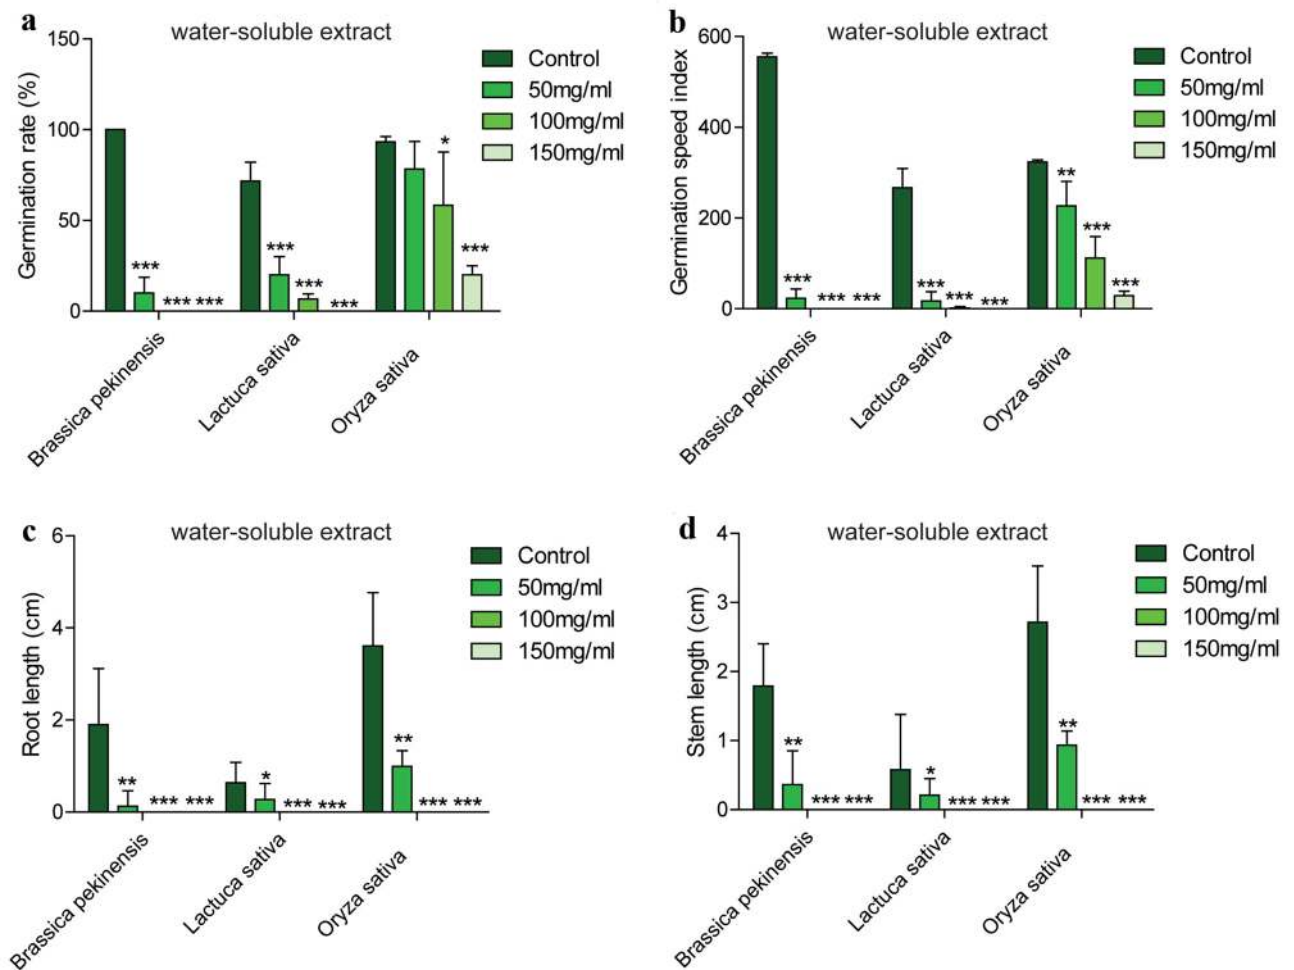 a
water-soluble extract
Germination rate (%)
150
100
50
0
Control
50mg/ml
100mg/ml
150mg/ml
***
*** ***
***
***
***
*
***
Brassica pekinensis
Lactuca sativa
Oryza sativa
b
water-soluble extract
Germination speed index
600
400
200
0
Control
50mg/ml
100mg/ml
150mg/ml
***
*** ***
***
***
***
**
***
***
Brassica pekinensis
Lactuca sativa
Oryza sativa
c
water-soluble extract
Root length (cm)
6
4
2
0
Control
50mg/ml
100mg/ml
150mg/ml
**
*** ***
*
*** ***
**
*** ***
Brassica pekinensis
Lactuca sativa
Oryza sativa
d
water-soluble extract
Stem length (cm)
4
3
2
1
0
Control
50mg/ml
100mg/ml
150mg/ml
**
*** ***
*
*** ***
**
*** ***
Brassica pekinensis
Lactuca sativa
Oryza sativa